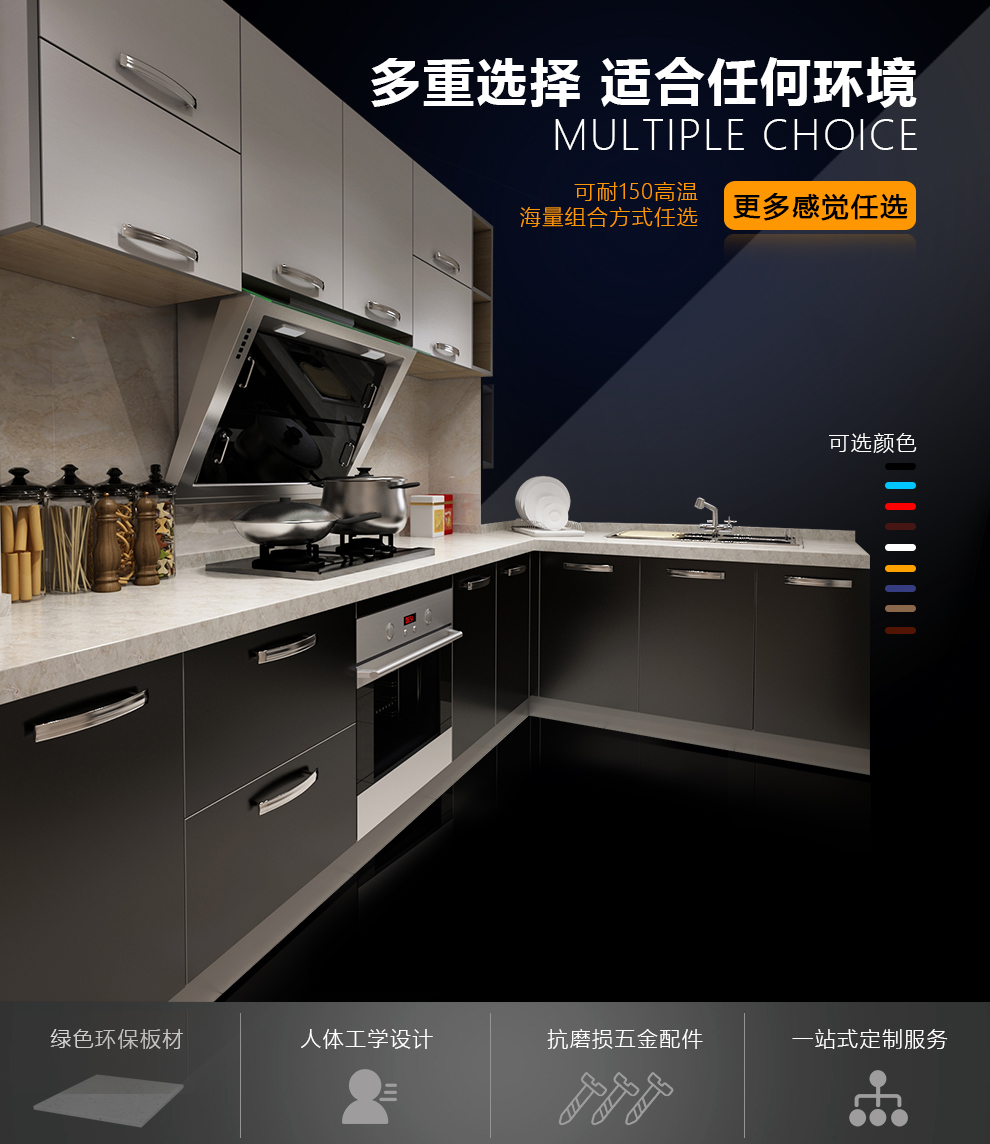 多重选择 适合任何环境
MULTIPLE CHOICE
可耐150高温
海量组合方式任选
更多感觉任选
可选颜色
绿色环保板材
人体工学设计
抗磨损五金配件
一站式定制服务